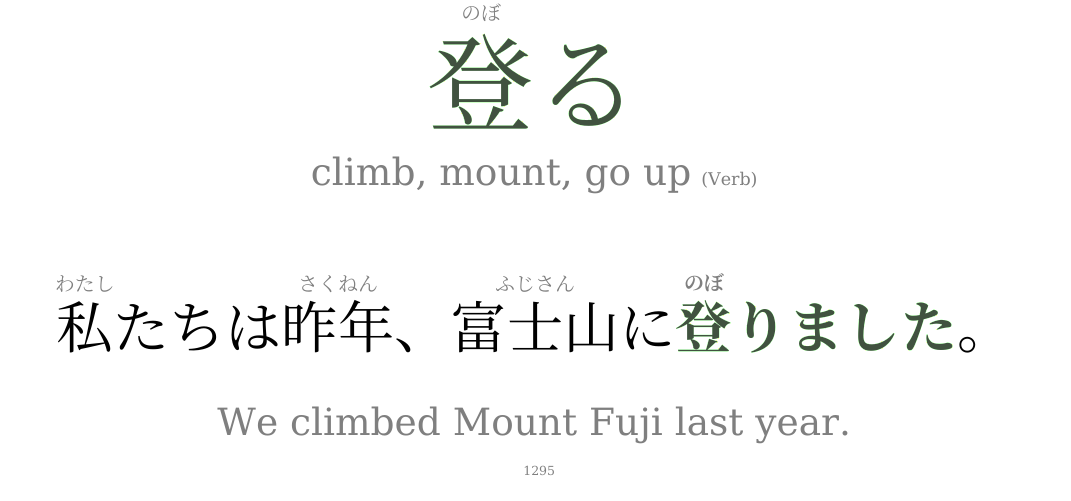 のぼ
登る
climb, mount, go up (Verb)
わたし さくねん ふじさん のぼ
私たちは昨年、富士山に登りました。
We climbed Mount Fuji last year.
1295